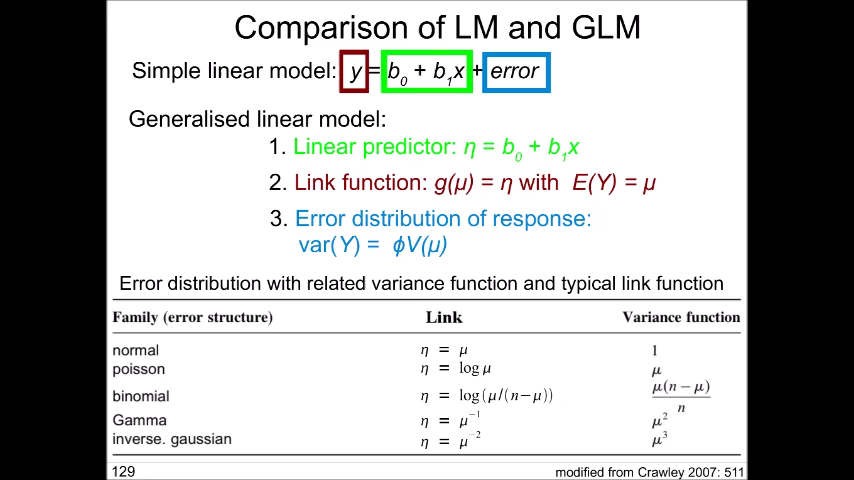 Comparison of LM and GLM
Simple linear model: y = b₀ + b₁x + error
Generalised linear model:
1. Linear predictor: η = b₀ + b₁x
2. Link function: g(μ) = η with E(Y) = μ
3. Error distribution of response:
var(Y) = ϕV(μ)
Error distribution with related variance function and typical link function
Family (error structure) Link Variance function
normal η = μ 1
poisson η = log μ μ
binomial η = log(μ/(n−μ)) μ(n − μ)/n
Gamma η = μ⁻¹ μ²
inverse. gaussian η = μ⁻² μ³
129 modified from Crawley 2007: 511